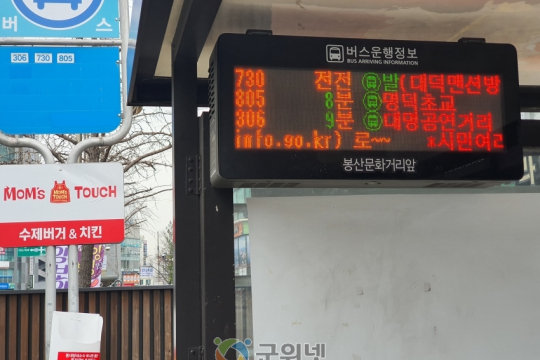 버스
306 730 805
MOM'S TOUCH
수제버거 & 치킨
버스운행정보
BUS ARRIVING INFORMATION
730 전전 발(대덕맨션방
805 8분 명덕초교
306 9분 대명공연거리
info.go.kr) 로~~ *시민여러
봉산문화거리앞
군위넷